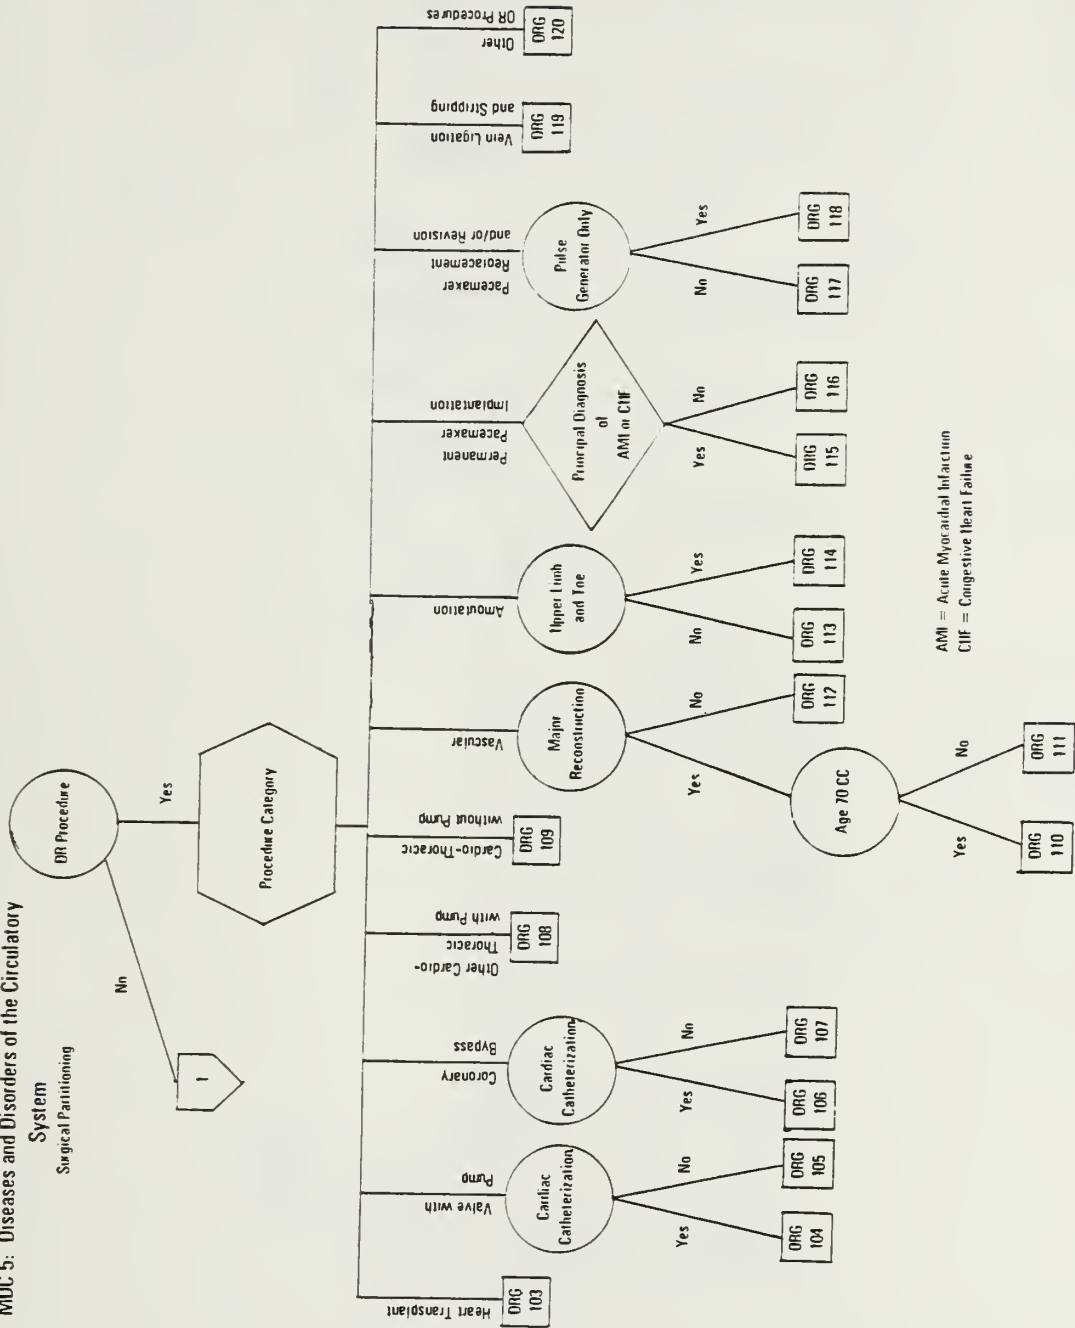 MDC 5: Diseases and Disorders of the Circulatory
System
Surgical Partitioning
OR Procedure
No
Yes
1
Procedure Category
Heart Transplant
DRG
103
Valve with
Pump
Cardiac
Catheterization
Yes
No
DRG
104
DRG
105
Coronary
Bypass
Cardiac
Catheterization
Yes
No
DRG
106
DRG
107
Other Cardio-
Thoracic
with Pump
DRG
108
Cardio-Thoracic
without Pump
DRG
109
Vascular
Major
Reconstruction
Yes
No
DRG
112
Age 70 CC
Yes
No
DRG
110
DRG
111
Amputation
Upper Limb
and Toe
No
Yes
DRG
113
DRG
114
Permanent
Pacemaker
Implantation
Principal Diagnosis
of
AMI or CHF
Yes
No
DRG
115
DRG
116
Pacemaker
Replacement
and/or Revision
Pulse
Generator Only
No
Yes
DRG
117
DRG
118
Vein Ligation
and Stripping
DRG
119
Other
OR Procedures
DRG
120
AMI = Acute Myocardial Infarction
CHF = Congestive Heart Failure